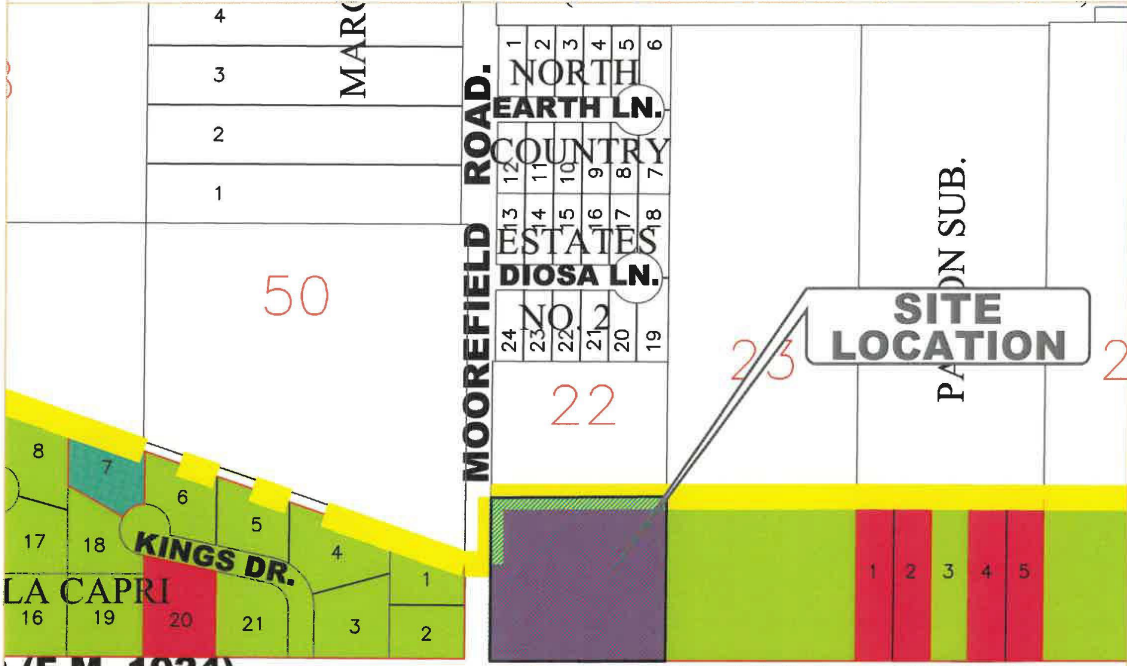 4
3
2
1
MARC
MOOREFIELD ROAD.
1 2 3 4 5 6
NORTH
EARTH LN.
COUNTRY
12 11 10 9 8 7
13 14 15 16 17 18
ESTATES
DIOSA LN.
NO. 2
24 23 22 21 20 19
50
22
23
2
SITE
LOCATION
ON SUB.
8
7
6
5
4
1
17
18
KINGS DR.
LA CAPRI
16
19
20
21
3
2
1 2 3 4 5
(F.M. 1924)